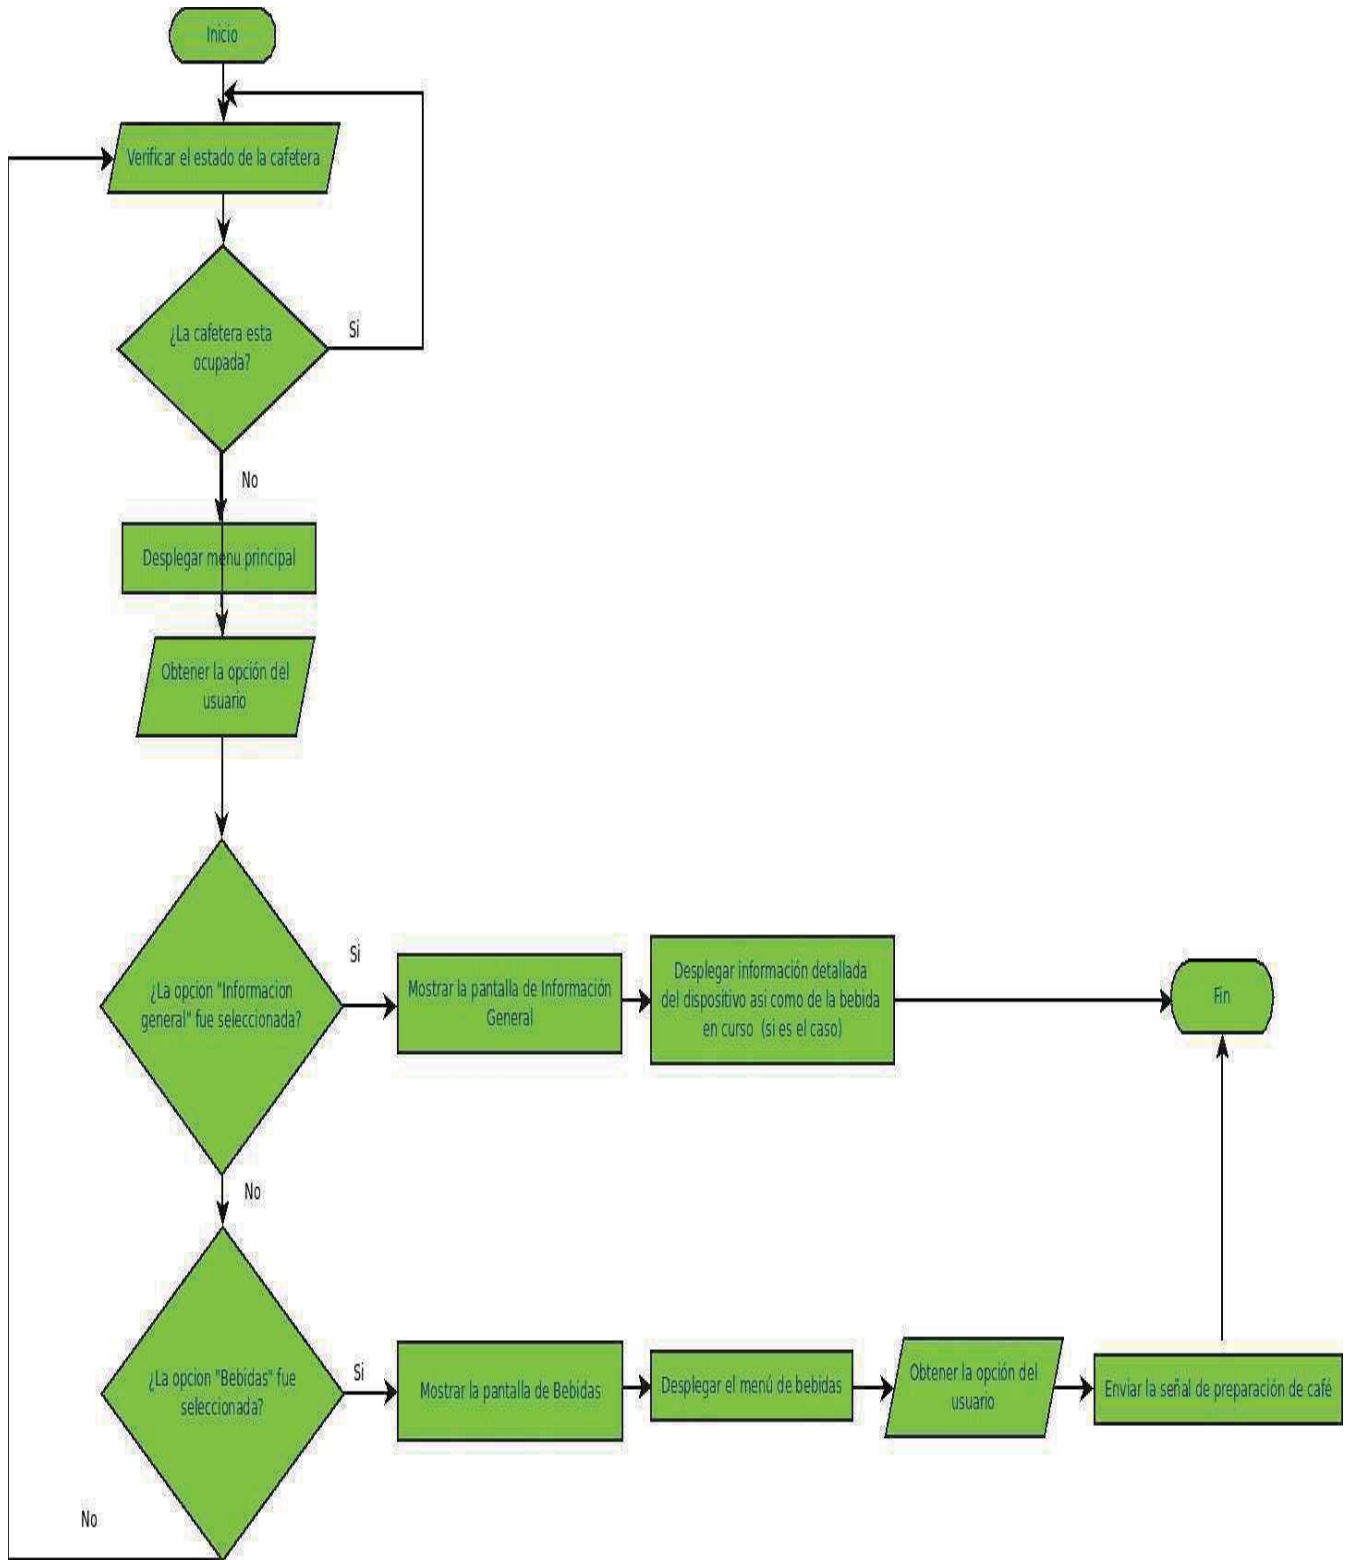 Inicio
Verificar el estado de la cafetera
¿La cafetera esta
ocupada?
Si
No
Desplegar menu principal
Obtener la opción del
usuario
¿La opcion "Informacion
general" fue seleccionada?
Si
Mostrar la pantalla de Información
General
Desplegar información detallada
del dispositivo asi como de la bebida
en curso (si es el caso)
Fin
No
¿La opcion "Bebidas" fue
seleccionada?
Si
Mostrar la pantalla de Bebidas
Desplegar el menú de bebidas
Obtener la opción del
usuario
Enviar la señal de preparación de café
No